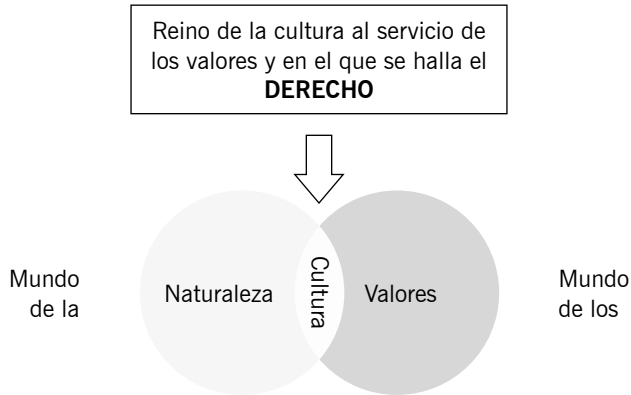 Reino de la cultura al servicio de
los valores y en el que se halla el
DERECHO
Mundo
de la
Naturaleza
Cultura
Valores
Mundo
de los